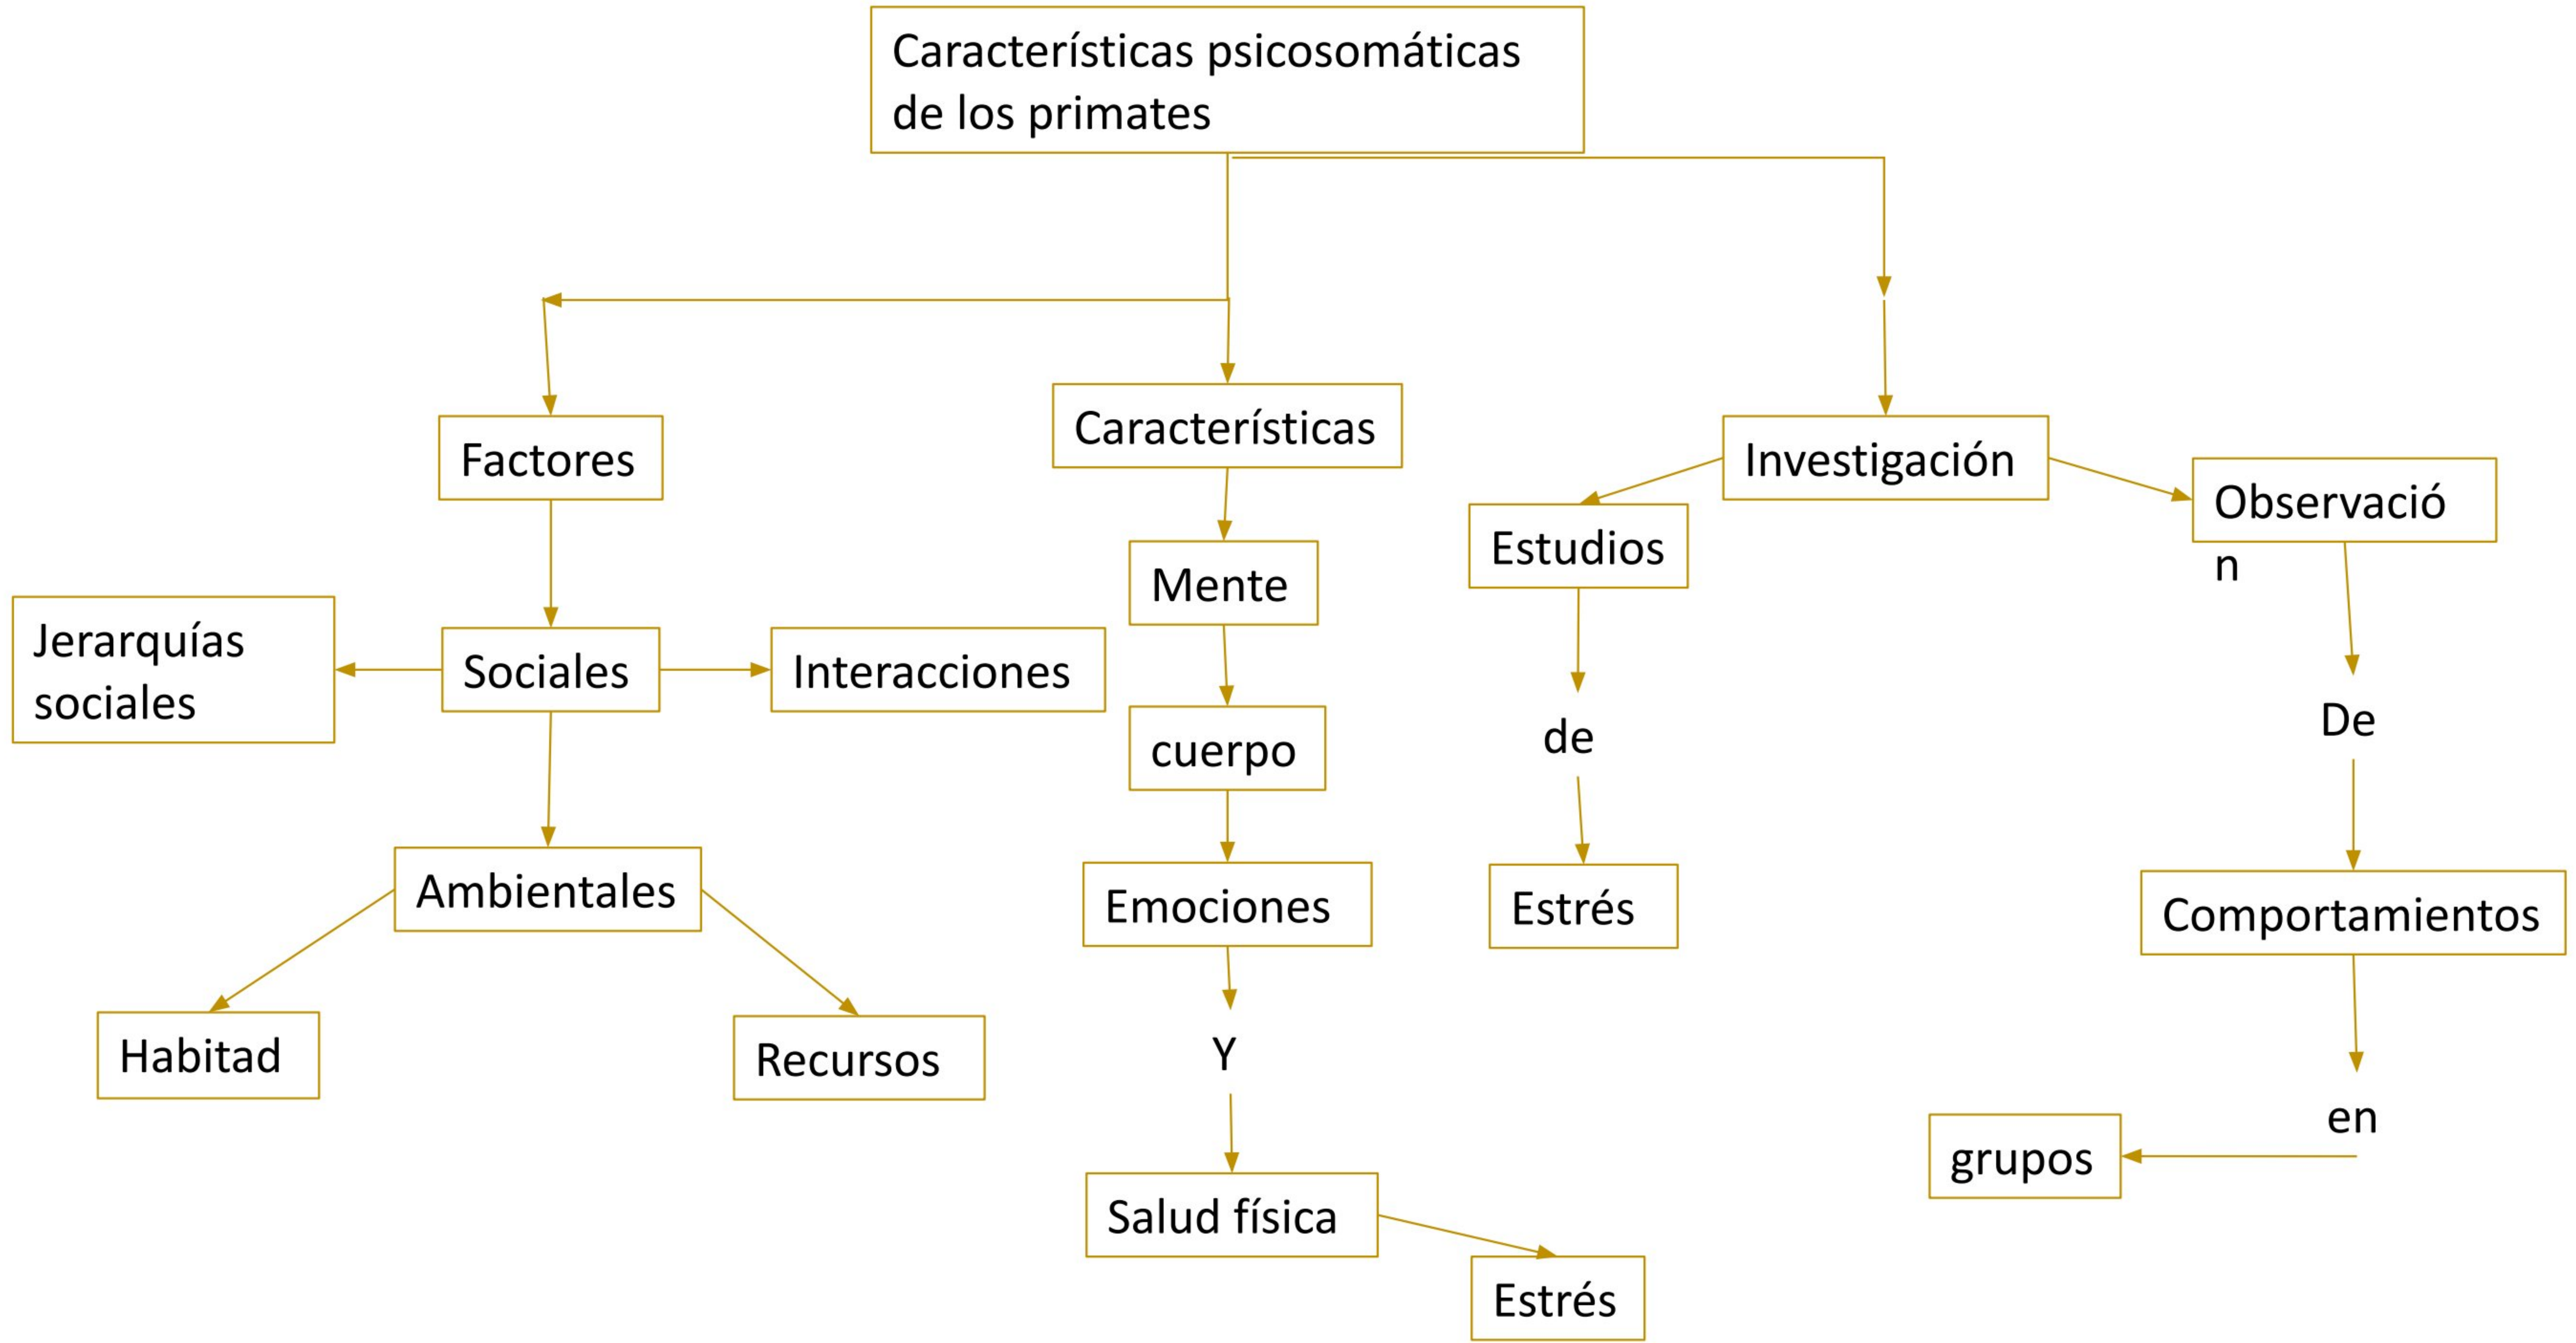 Características psicosomáticas
de los primates
Factores
Características
Investigación
Estudios
Observació
n
Mente
Jerarquías
sociales
Sociales
Interacciones
cuerpo
de
De
Ambientales
Emociones
Estrés
Comportamientos
Habitad
Recursos
Y
en
grupos
Salud física
Estrés